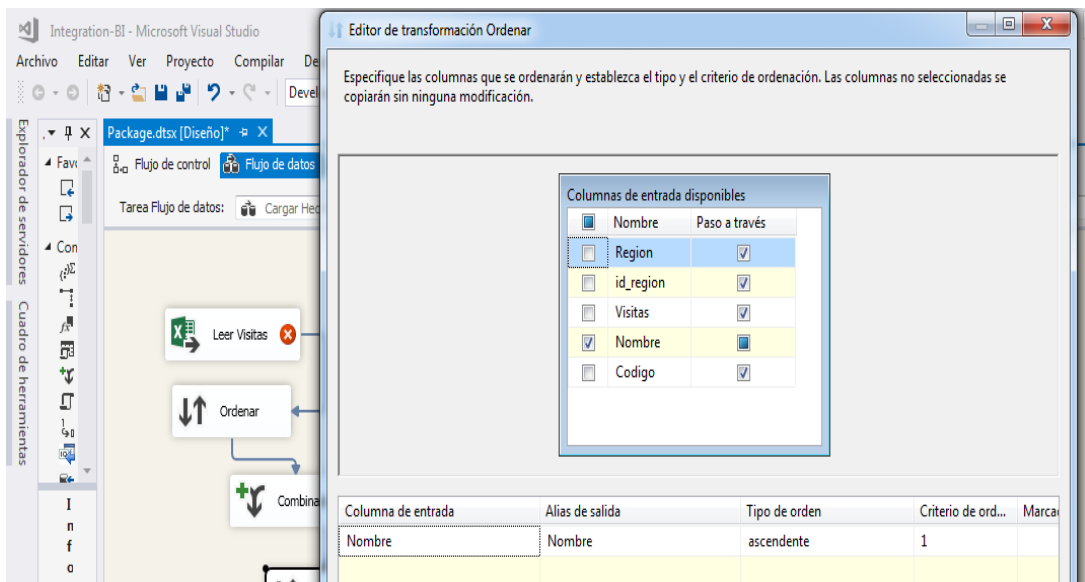 Integration-BI - Microsoft Visual Studio
Archivo Editar Ver Proyecto Compilar
Explorador de servidores
Cuadro de herramientas
Package.dtsx [Diseño]*
Flujo de control
Flujo de datos
Tarea Flujo de datos:
Cargar
Leer Visitas
Ordenar
Editor de transformación Ordenar
Especifique las columnas que se ordenarán y establezca el tipo y el criterio de ordenación. Las columnas no seleccionadas se
copiarán sin ninguna modificación.
Columnas de entrada disponibles
Nombre Paso a través
Region
id_region
Visitas
Nombre
Codigo
Columna de entrada Alias de salida Tipo de orden Criterio de ord...
Nombre Nombre ascendente 1